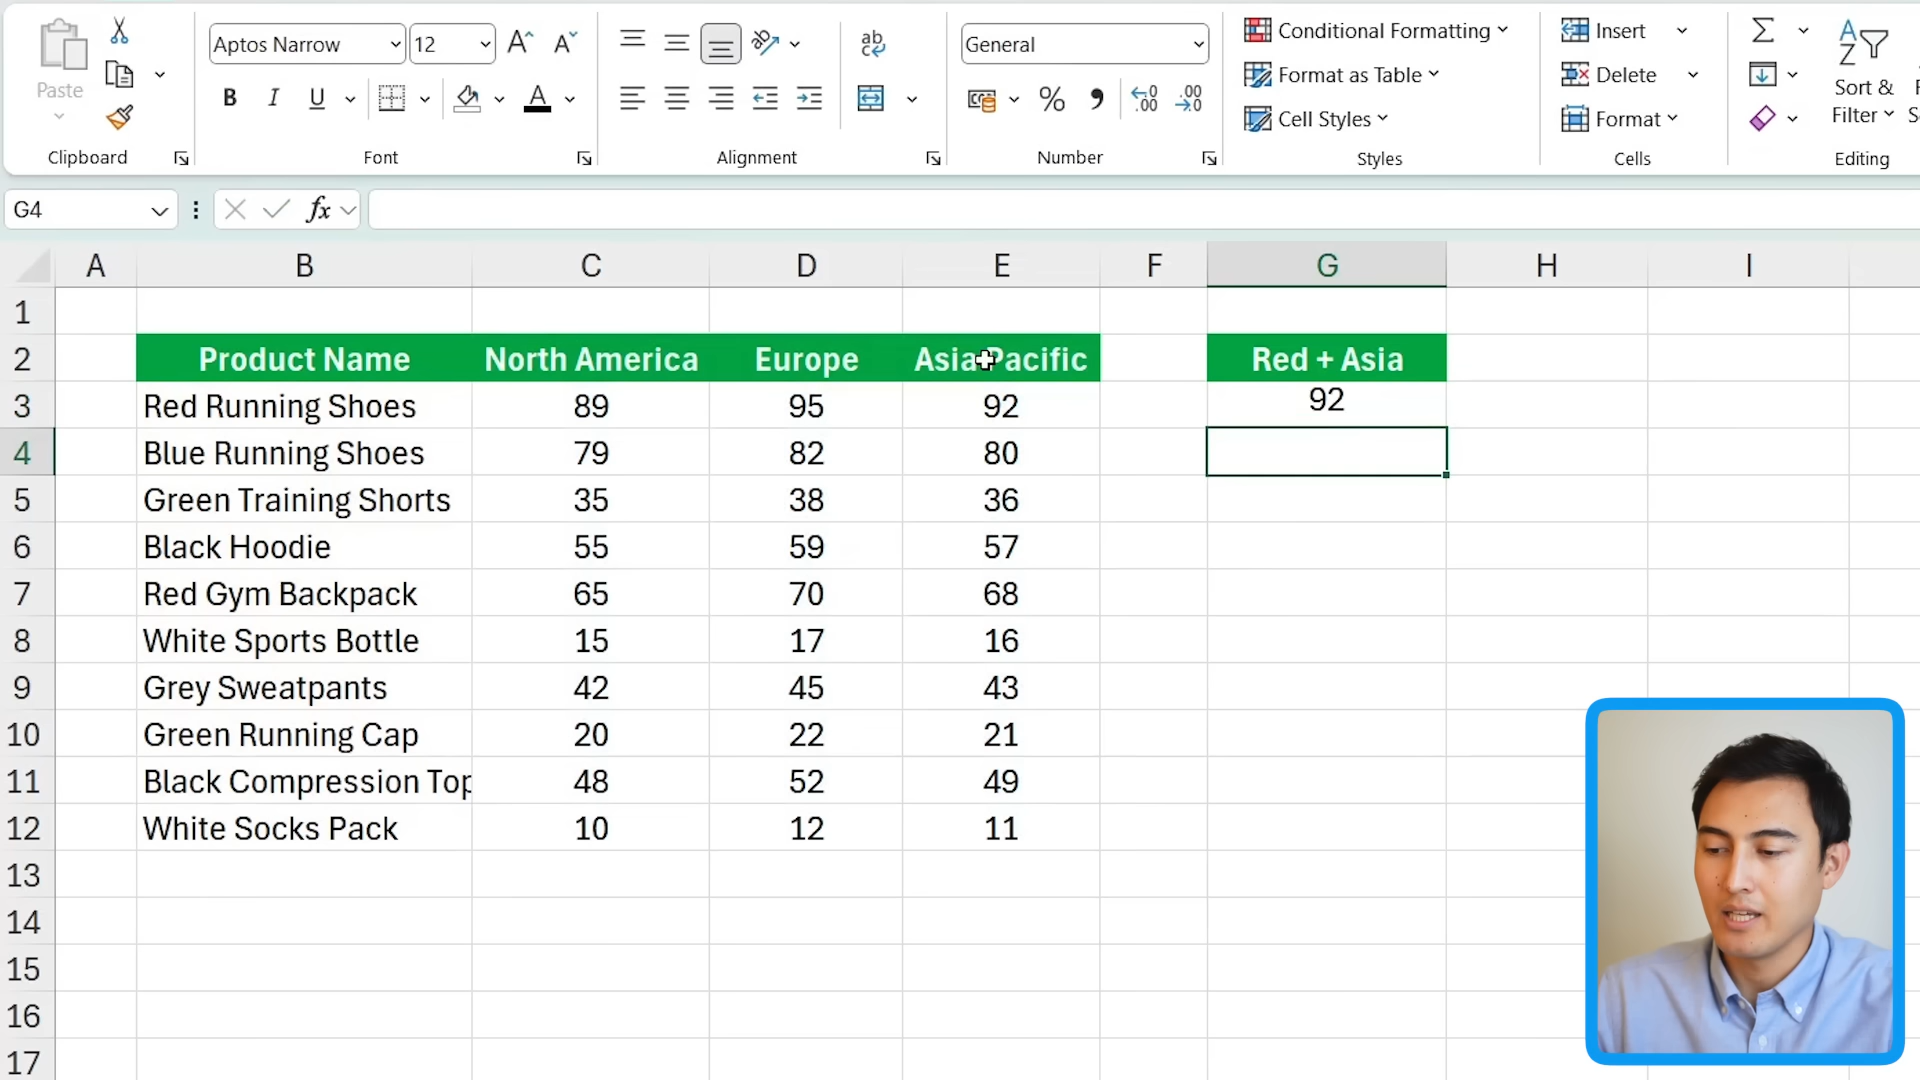 Paste
Clipboard
Aptos Narrow 12
B I U
Font
ab
Alignment
General
Number
Conditional Formatting
Format as Table
Cell Styles
Styles
Insert
Delete
Format
Cells
Sort &
Filter
Editing
G4 fx
A B C D E F G H I
1
2 Product Name North America Europe Asia Pacific Red + Asia
3 Red Running Shoes 89 95 92 92
4 Blue Running Shoes 79 82 80
5 Green Training Shorts 35 38 36
6 Black Hoodie 55 59 57
7 Red Gym Backpack 65 70 68
8 White Sports Bottle 15 17 16
9 Grey Sweatpants 42 45 43
10 Green Running Cap 20 22 21
11 Black Compression Top 48 52 49
12 White Socks Pack 10 12 11
13
14
15
16
17